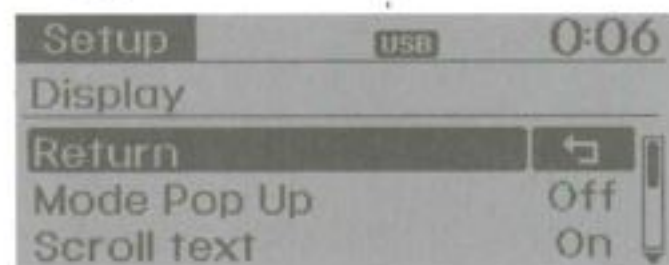 Setup USB 0:06
Display
Return
Mode Pop Up Off
Scroll text On